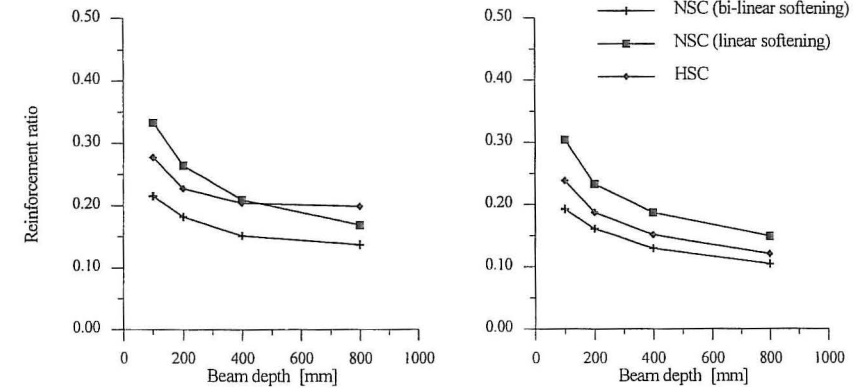 0.50
0.40
0.30
0.20
0.10
0.00
0 200 400 600 800 1000
Beam depth [mm]
Reinforcement ratio
0.50
0.40
0.30
0.20
0.10
0.00
0 200 400 600 800 1000
Beam depth [mm]
NSC (bi-linear softening)
NSC (linear softening)
HSC